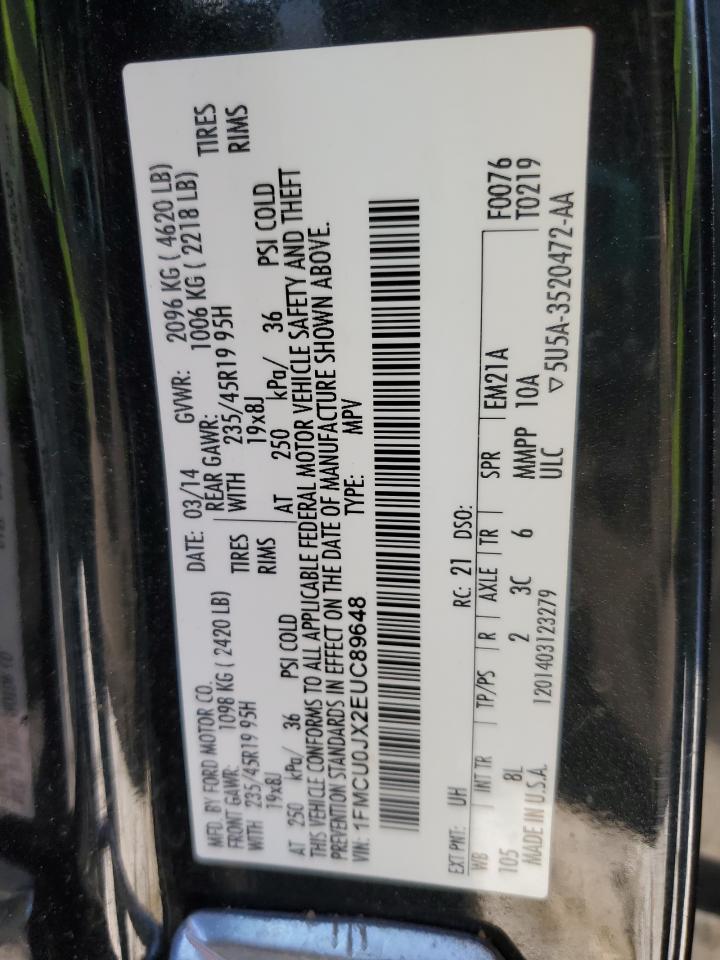 MFD. BY FORD MOTOR CO.
DATE: 03/14 GVWR: 2096 KG ( 4620 LB)
FRONT GAWR: 1098 KG ( 2420 LB)
REAR GAWR: 1006 KG ( 2218 LB)
WITH 235/45R19 95H TIRES
WITH 235/45R19 95H TIRES
19x8J RIMS
19x8J RIMS
AT 250 kPa/ 36 PSI COLD
AT 250 kPa/ 36 PSI COLD
THIS VEHICLE CONFORMS TO ALL APPLICABLE FEDERAL MOTOR VEHICLE SAFETY AND THEFT
PREVENTION STANDARDS IN EFFECT ON THE DATE OF MANUFACTURE SHOWN ABOVE.
VIN: 1FMCU0JX2EUC89648 TYPE: MPV
EXT PNT: UH RC: 21 DSO:
WB INT TR TP/PS R AXLE TR SPR EM21A F0076
105 8L 2 3C 6 MMPP 10A T0219
ULC
MADE IN U.S.A. 1201403123279 ▽5U5A-3520472-AA